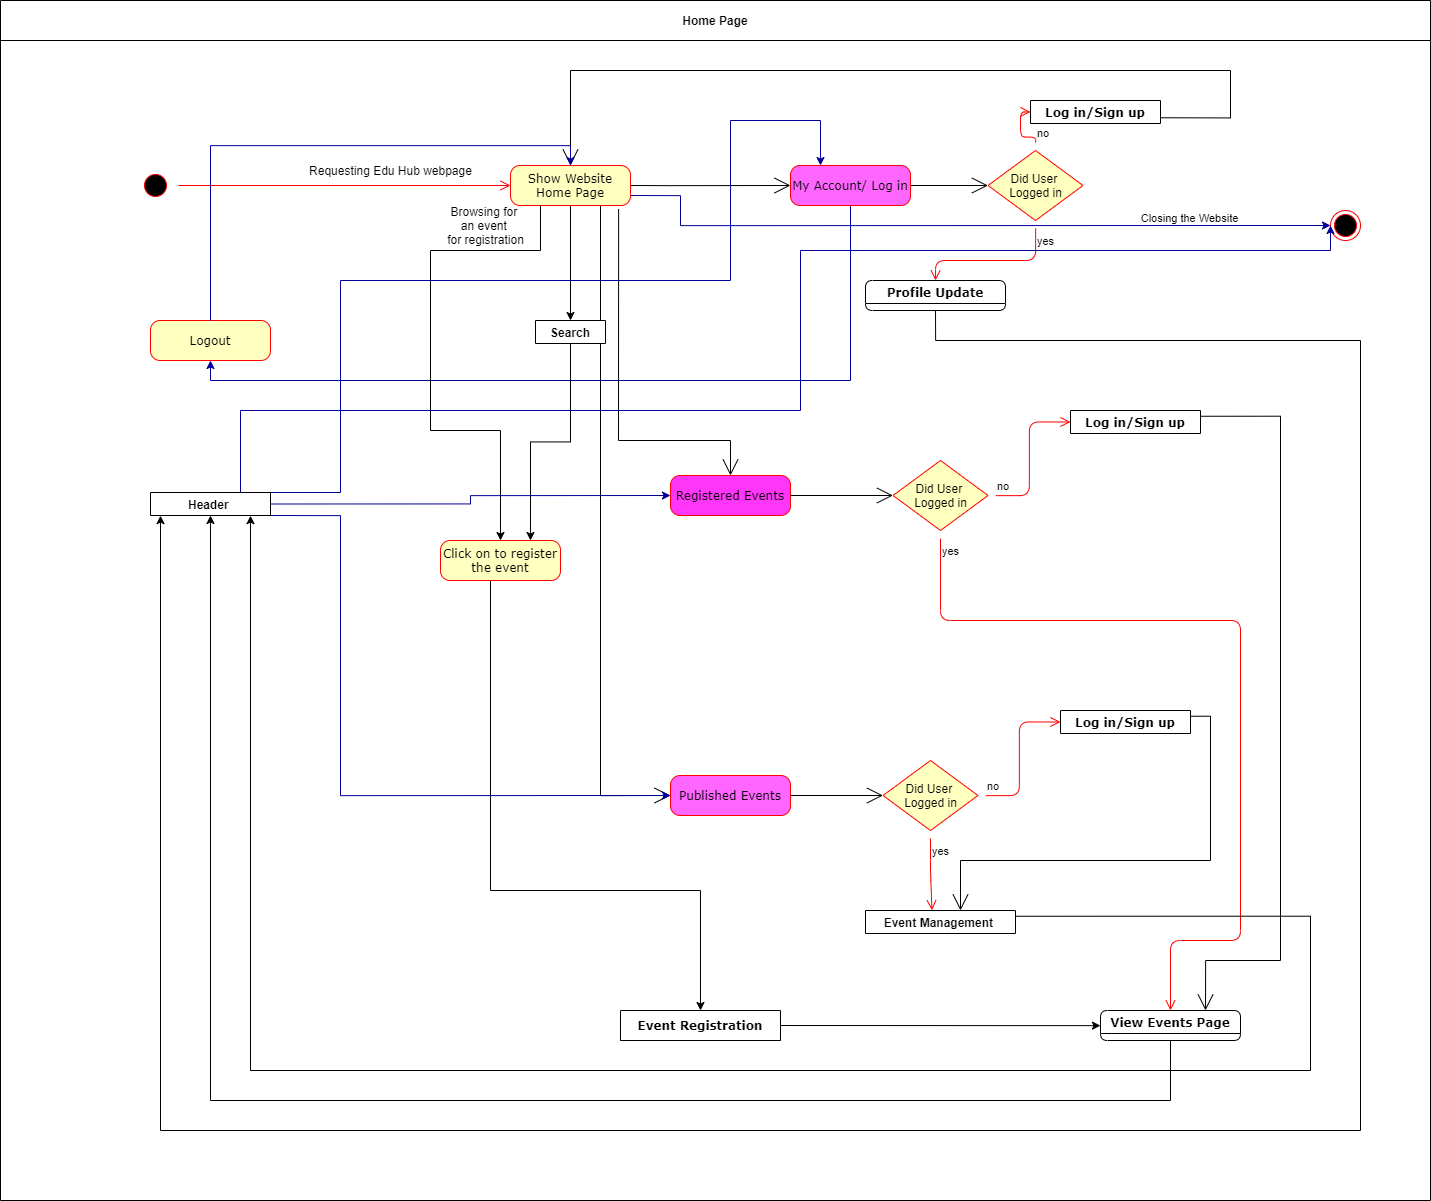 Home Page
Log in/Sign up
no
Requesting Edu Hub webpage
Show Website
Home Page
My Account/ Log in
Did User
Logged in
Browsing for
an event
for registration
Closing the Website
yes
Profile Update
Search
Logout
Log in/Sign up
no
Header
Registered Events
Did User
Logged in
yes
Click on to register
the event
Log in/Sign up
no
Published Events
Did User
Logged in
yes
Event Management
Event Registration
View Events Page